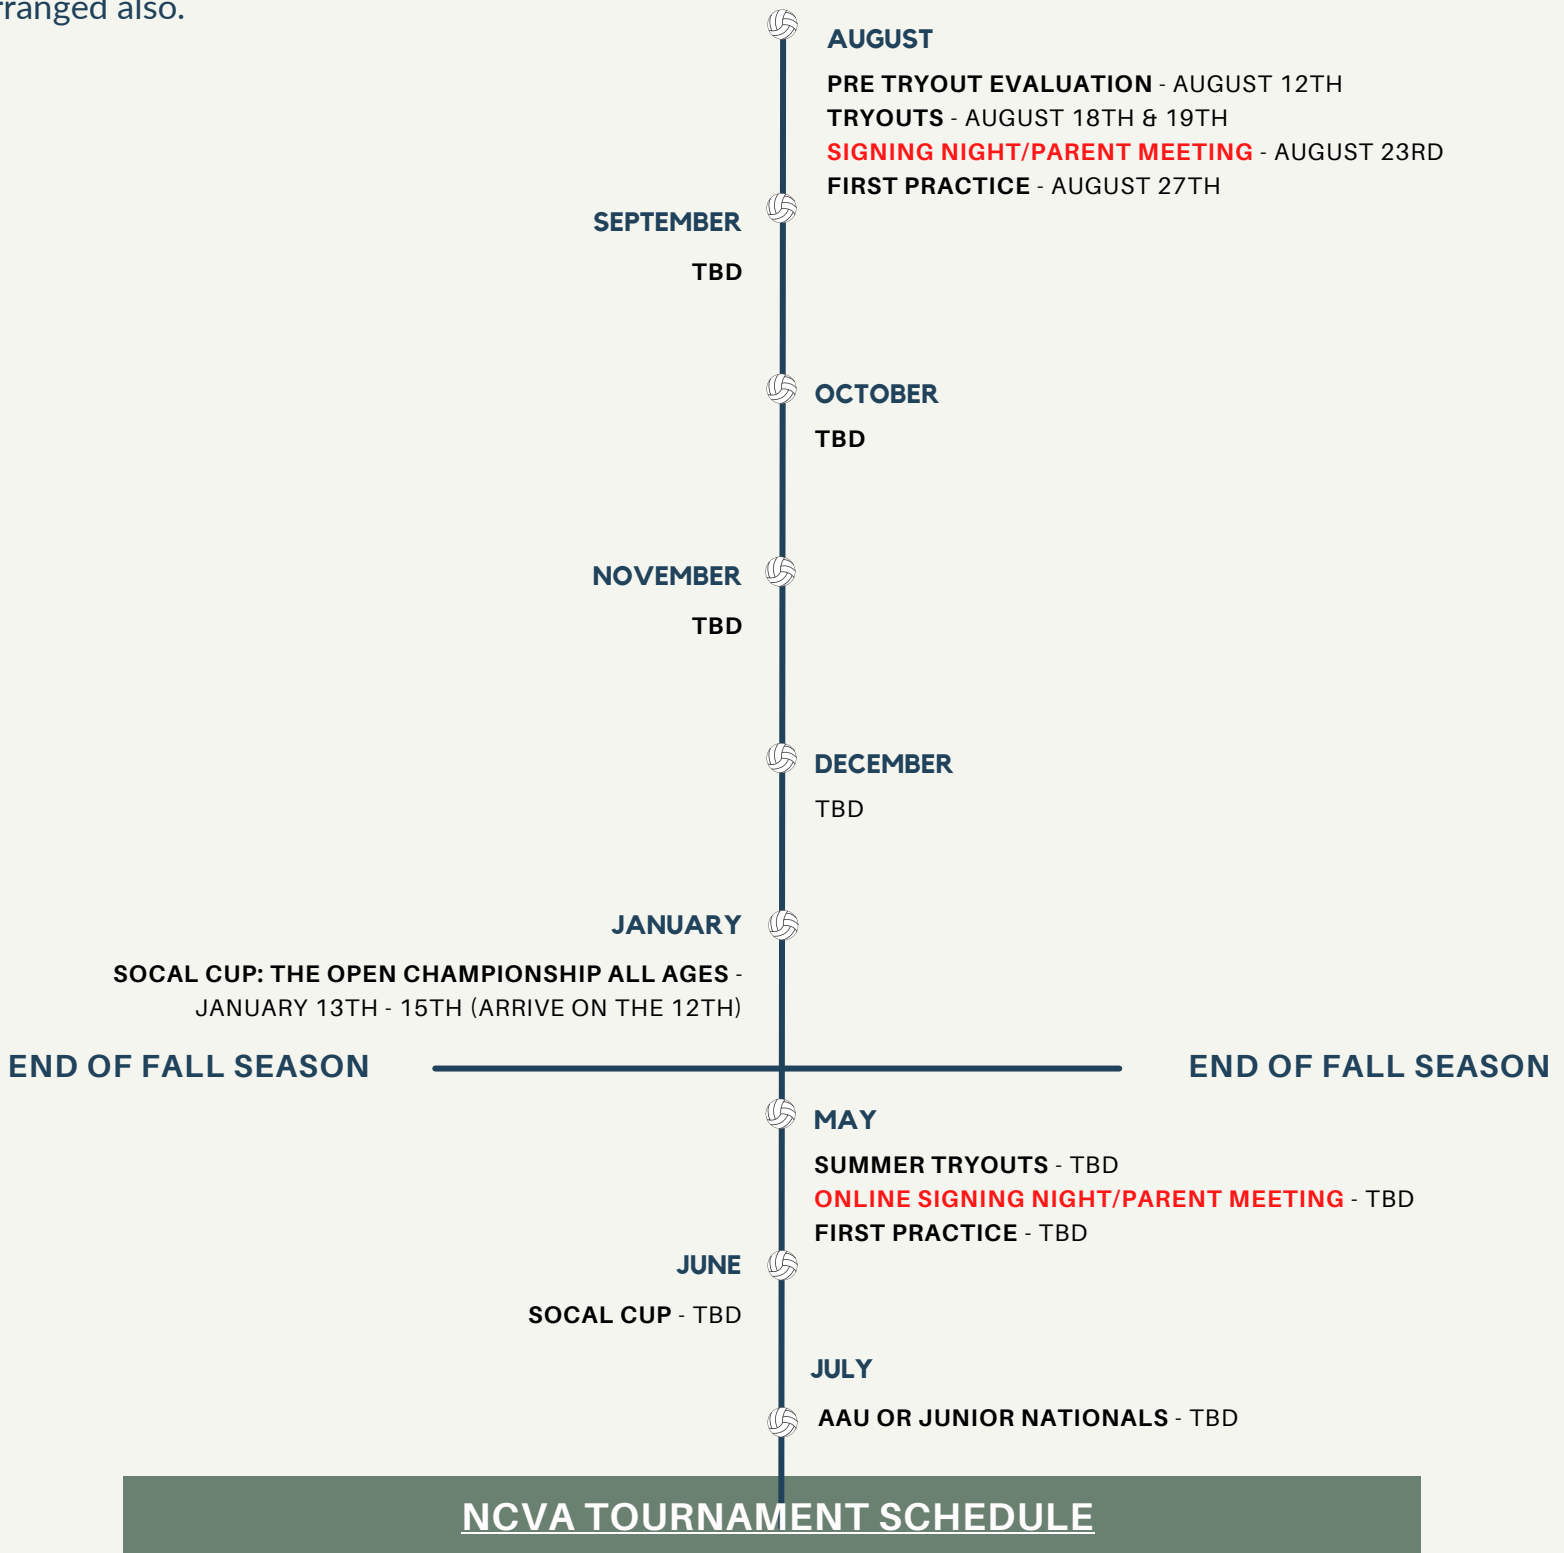 also.
AUGUST
PRE TRYOUT EVALUATION - AUGUST 12TH
TRYOUTS - AUGUST 18TH & 19TH
SIGNING NIGHT/PARENT MEETING - AUGUST 23RD
FIRST PRACTICE - AUGUST 27TH
SEPTEMBER
TBD
OCTOBER
TBD
NOVEMBER
TBD
DECEMBER
TBD
JANUARY
SOCAL CUP: THE OPEN CHAMPIONSHIP ALL AGES -
JANUARY 13TH - 15TH (ARRIVE ON THE 12TH)
END OF FALL SEASON
END OF FALL SEASON
MAY
SUMMER TRYOUTS - TBD
ONLINE SIGNING NIGHT/PARENT MEETING - TBD
FIRST PRACTICE - TBD
JUNE
SOCAL CUP - TBD
JULY
AAU OR JUNIOR NATIONALS - TBD
NCVA TOURNAMENT SCHEDULE